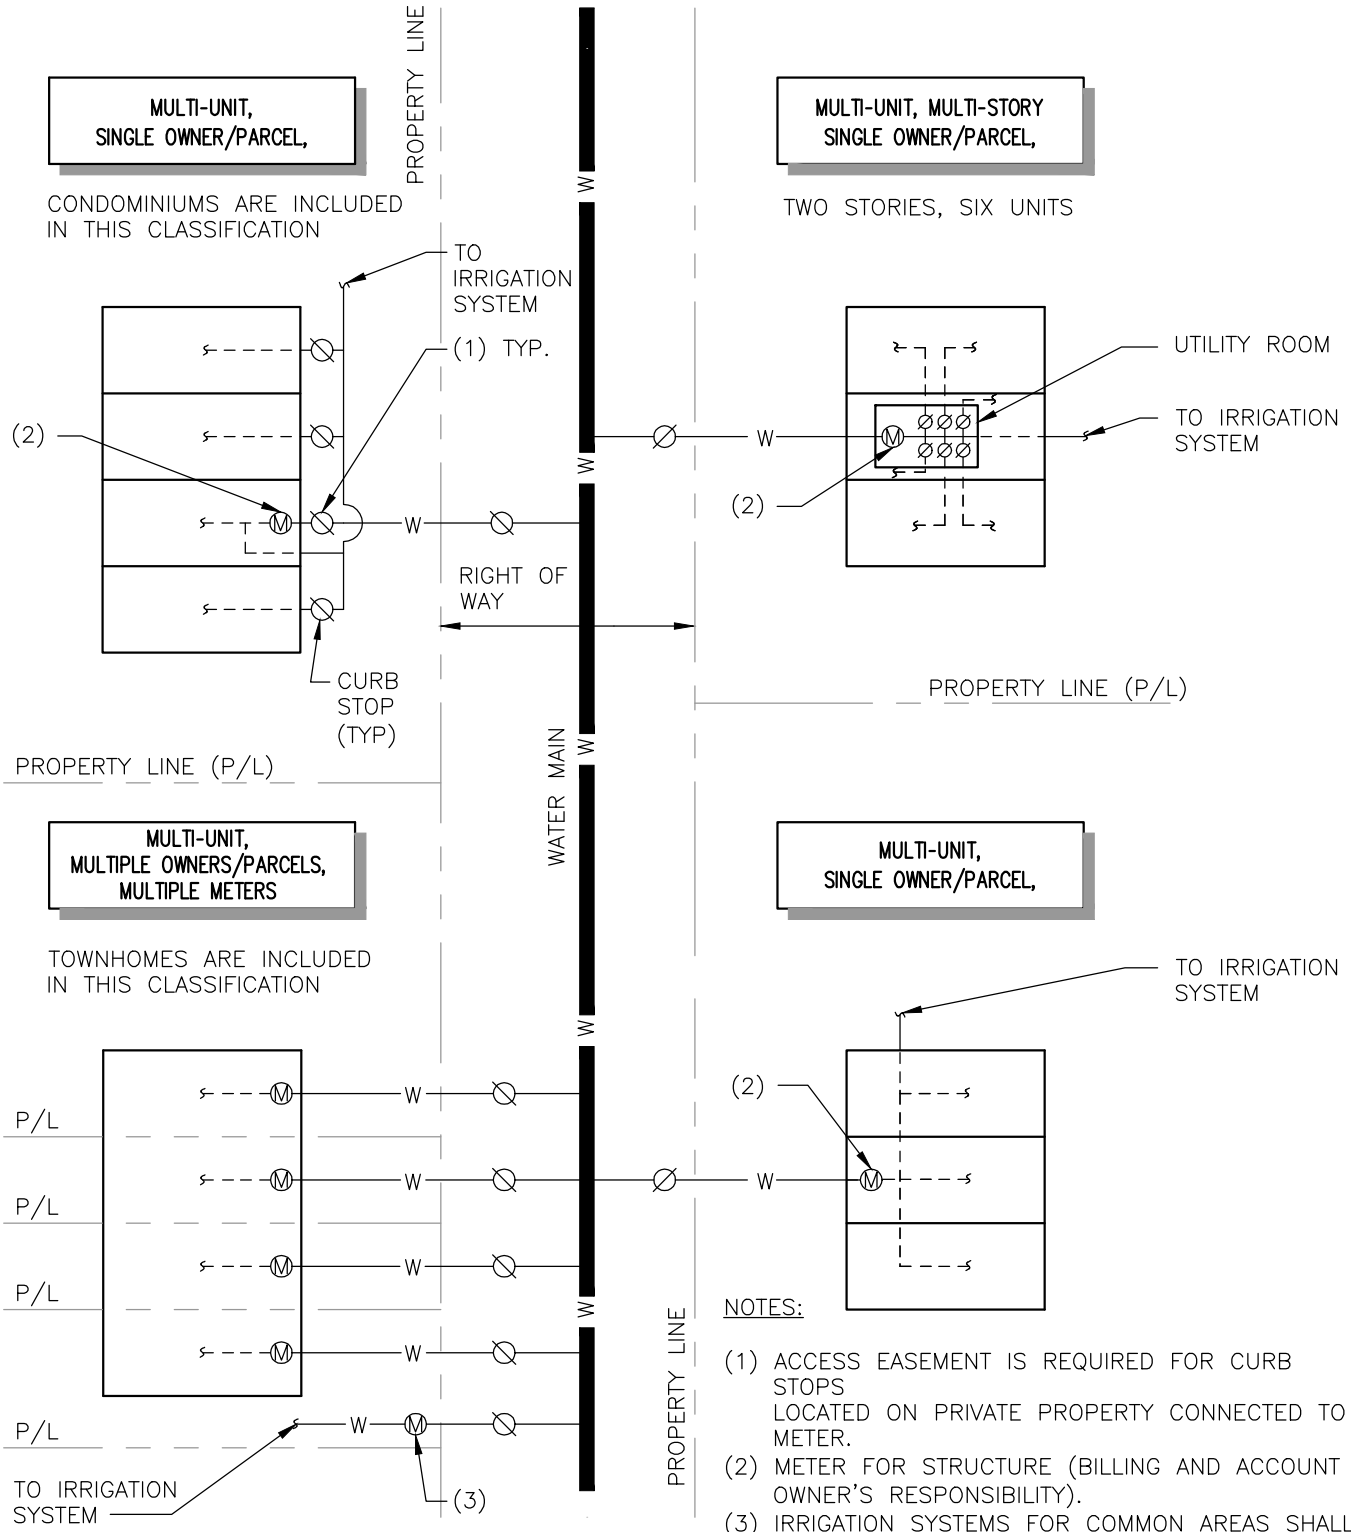 PROPERTY LINE
MULTI-UNIT,
SINGLE OWNER/PARCEL,
CONDOMINIUMS ARE INCLUDED
IN THIS CLASSIFICATION
TO
IRRIGATION
SYSTEM
(1) TYP.
(2)
M
W
RIGHT OF
WAY
CURB
STOP
(TYP)
PROPERTY LINE (P/L)
W
W
WATER MAIN
W
W
W
MULTI-UNIT, MULTI-STORY
SINGLE OWNER/PARCEL,
TWO STORIES, SIX UNITS
UTILITY ROOM
W
M
TO IRRIGATION
SYSTEM
(2)
PROPERTY LINE (P/L)
MULTI-UNIT,
MULTIPLE OWNERS/PARCELS,
MULTIPLE METERS
TOWNHOMES ARE INCLUDED
IN THIS CLASSIFICATION
M W
P/L
M W
P/L
M W
P/L
M W
P/L
W M
TO IRRIGATION
SYSTEM
(3)
MULTI-UNIT,
SINGLE OWNER/PARCEL,
TO IRRIGATION
SYSTEM
(2)
W M
PROPERTY LINE
NOTES:
(1) ACCESS EASEMENT IS REQUIRED FOR CURB
STOPS
LOCATED ON PRIVATE PROPERTY CONNECTED TO
METER.
(2) METER FOR STRUCTURE (BILLING AND ACCOUNT
OWNER'S RESPONSIBILITY).
(3) IRRIGATION SYSTEMS FOR COMMON AREAS SHALL